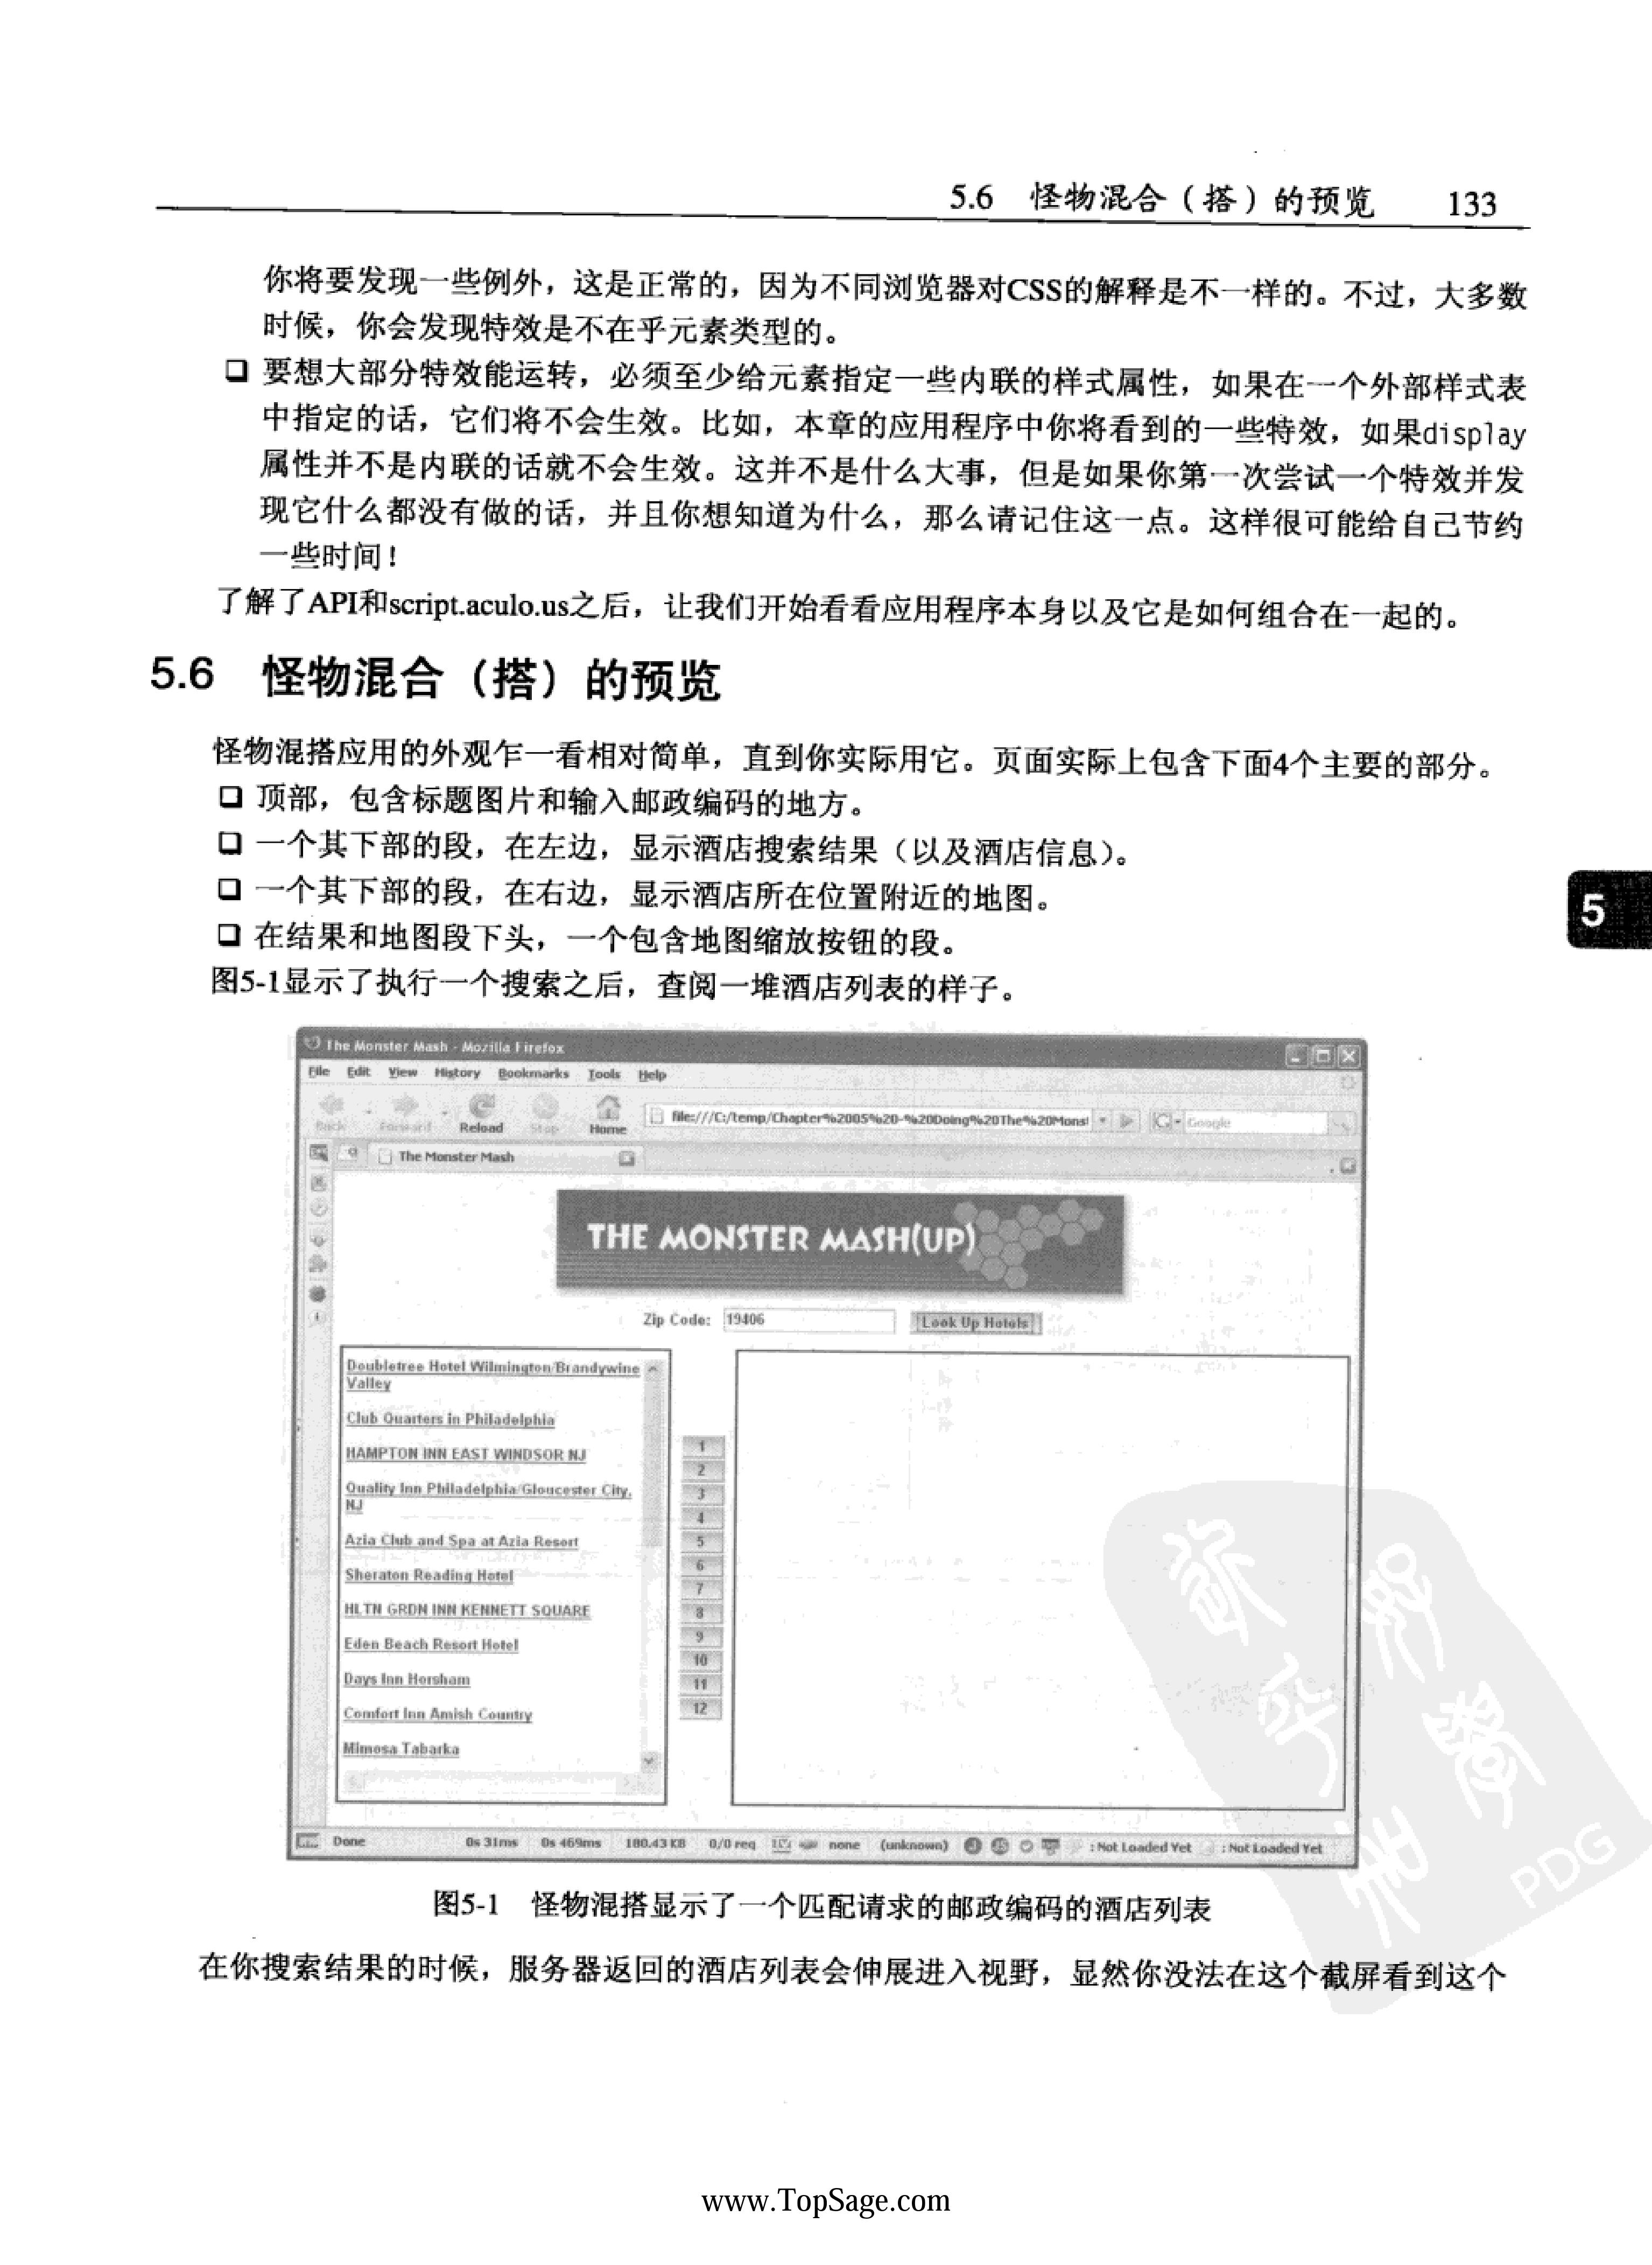 5.6 怪物混合（搭）的预览 133
你将要发现一些例外，这是正常的，因为不同浏览器对CSS的解释是不一样的。不过，大多数
时候，你会发现特效是不在乎元素类型的。
❑ 要想大部分特效能运转，必须至少给元素指定一些内联的样式属性，如果在一个外部样式表
中指定的话，它们将不会生效。比如，本章的应用程序中你将看到的一些特效，如果display
属性并不是内联的话就不会生效。这并不是什么大事，但是如果你第一次尝试一个特效并发
现它什么都没有做的话，并且你想知道为什么，那么请记住这一点。这样很可能给自己节约
一些时间！
了解了API和script.aculo.us之后，让我们开始看看应用程序本身以及它是如何组合在一起的。
5.6 怪物混合（搭）的预览
怪物混搭应用的外观乍一看相对简单，直到你实际用它。页面实际上包含下面4个主要的部分。
❑ 顶部，包含标题图片和输入邮政编码的地方。
❑ 一个其下部的段，在左边，显示酒店搜索结果（以及酒店信息）。
❑ 一个其下部的段，在右边，显示酒店所在位置附近的地图。
❑ 在结果和地图段下头，一个包含地图缩放按钮的段。
5
图5-1显示了执行一个搜索之后，查阅一堆酒店列表的样子。
The Monster Mash - Mozilla Firefox
File Edit View History Bookmarks Tools Help
Back Forward Reload Stop Home file:///C:/temp/Chapter%2005%20-%20Doing%20The%20Mons Google
The Monster Mash
THE MONSTER MASH(UP)
Zip Code: 19406 Look Up Hotels
Doubletree Hotel Wilmington/Brandywine
Valley
Club Quarters in Philadelphia
HAMPTON INN EAST WINDSOR NJ
Quality Inn Philadelphia/Gloucester City,
NJ
Azia Club and Spa at Azia Resort
Sheraton Reading Hotel
HLTN GRDN INN KENNETT SQUARE
Eden Beach Resort Hotel
Days Inn Horsham
Comfort Inn Amish Country
Mimosa Tabarka
1
2
3
4
5
6
7
8
9
10
11
12
Done 0s 31ms 0s 469ms 180.43 KB 0/0 req none (unknown) : Not Loaded Yet : Not Loaded Yet
PDG
图5-1 怪物混搭显示了一个匹配请求的邮政编码的酒店列表
在你搜索结果的时候，服务器返回的酒店列表会伸展进入视野，显然你没法在这个截屏看到这个
www.TopSage.com